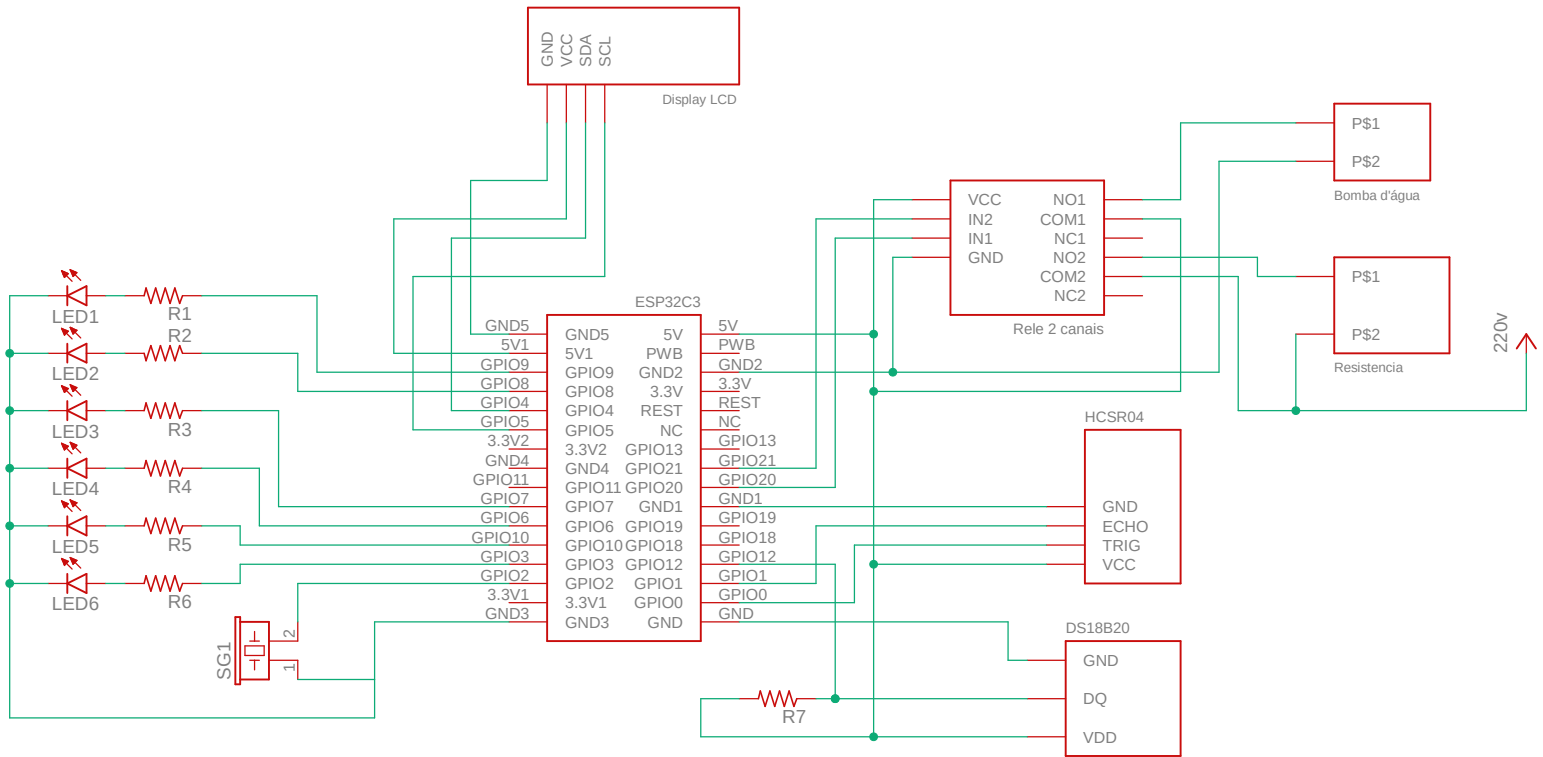 GND
VCC
SDA
SCL
Display LCD
P$1
P$2
Bomba d'água
VCC
IN2
IN1
GND
NO1
COM1
NC1
NO2
COM2
NC2
Rele 2 canais
P$1
P$2
Resistencia
220v
LED1
R1
LED2
R2
LED3
R3
LED4
R4
LED5
R5
LED6
R6
SG1
2
1
ESP32C3
GND5
5V1
GPIO9
GPIO8
GPIO4
GPIO5
3.3V2
GND4
GPIO11
GPIO7
GPIO6
GPIO10
GPIO3
GPIO2
3.3V1
GND3
GND5
5V1
GPIO9
GPIO8
GPIO4
GPIO5
3.3V2
GND4
GPIO11
GPIO7
GPIO6
GPIO10
GPIO3
GPIO2
3.3V1
GND3
5V
PWB
GND2
3.3V
REST
NC
GPIO13
GPIO21
GPIO20
GND1
GPIO19
GPIO18
GPIO12
GPIO1
GPIO0
GND
5V
PWB
GND2
3.3V
REST
NC
GPIO13
GPIO21
GPIO20
GND1
GPIO19
GPIO18
GPIO12
GPIO1
GPIO0
GND
HCSR04
GND
ECHO
TRIG
VCC
DS18B20
GND
DQ
VDD
R7